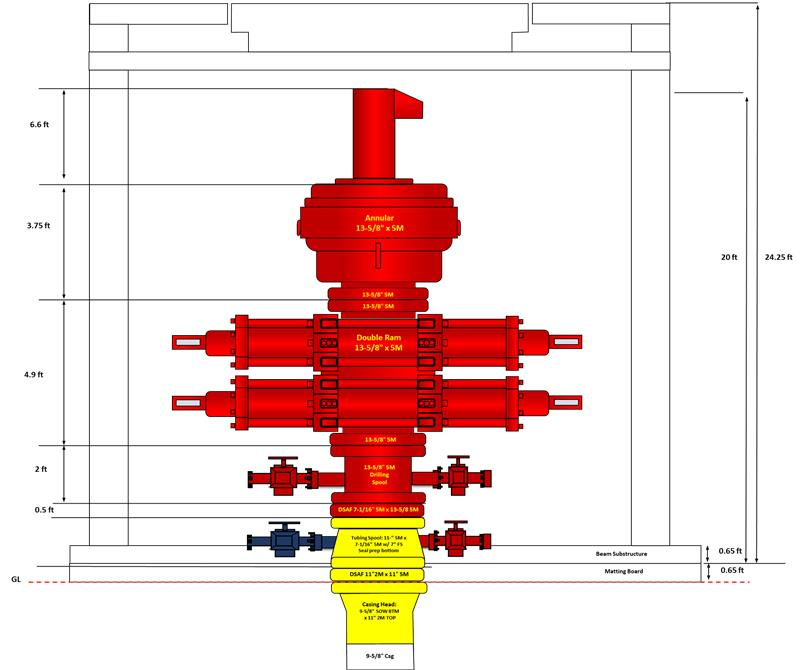 6.6 ft
Annular
13-5/8" x 5M
3.75 ft
20 ft
24.25 ft
13-5/8" 5M
13-5/8" 5M
Double Ram
13-5/8" x 5M
4.9 ft
13-5/8" 5M
2 ft
13-5/8" 5M
Drilling
Spool
0.5 ft
DSAF 7-1/16" 5M x 13-5/8 5M
Tubing Spool: 11-" 5M x
7-1/16" 5M w/ 7" FS
Seal prep bottom
Beam Substructure
0.65 ft
Matting Board
0.65 ft
DSAF 11"2M x 11" 5M
GL
Casing Head:
9-5/8" SOW BTM
x 11" 2M TOP
9-5/8" Csg